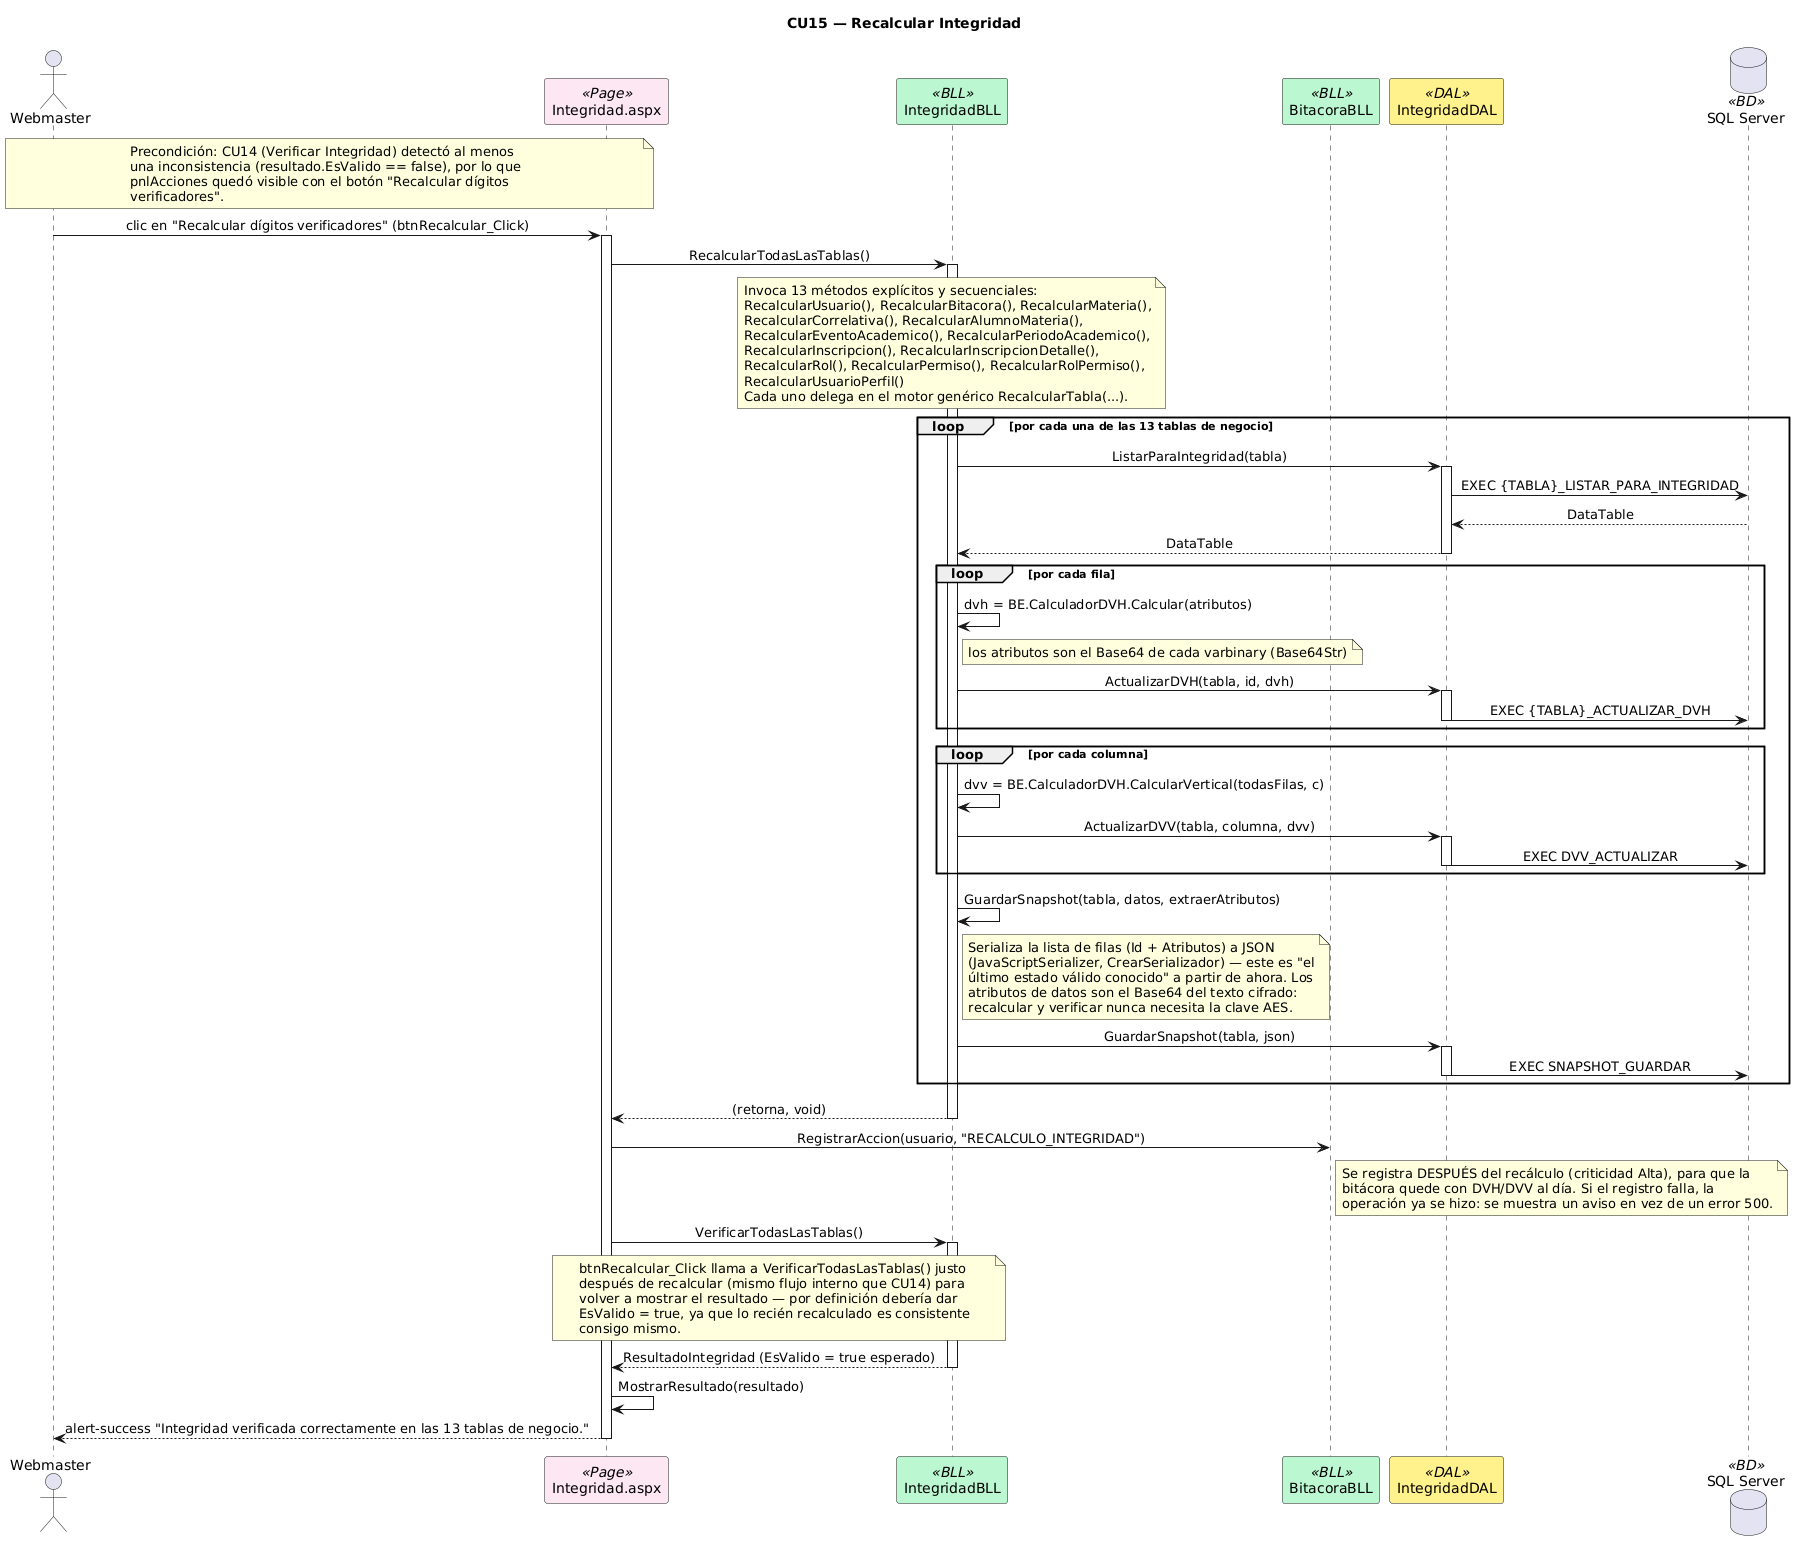 CU15 — Recalcular Integridad
Webmaster
«Page»
Integridad.aspx
«BLL»
IntegridadBLL
«BLL»
BitacoraBLL
«DAL»
IntegridadDAL
«BD»
SQL Server
Precondición: CU14 (Verificar Integridad) detectó al menos
una inconsistencia (resultado.EsValido == false), por lo que
pnlAcciones quedó visible con el botón "Recalcular dígitos
verificadores".
clic en "Recalcular dígitos verificadores" (btnRecalcular_Click)
RecalcularTodasLasTablas()
Invoca 13 métodos explícitos y secuenciales:
RecalcularUsuario(), RecalcularBitacora(), RecalcularMateria(),
RecalcularCorrelativa(), RecalcularAlumnoMateria(),
RecalcularEventoAcademico(), RecalcularPeriodoAcademico(),
RecalcularInscripcion(), RecalcularInscripcionDetalle(),
RecalcularRol(), RecalcularPermiso(), RecalcularRolPermiso(),
RecalcularUsuarioPerfil()
Cada uno delega en el motor genérico RecalcularTabla(...).
loop [por cada una de las 13 tablas de negocio]
ListarParaIntegridad(tabla)
EXEC {TABLA}_LISTAR_PARA_INTEGRIDAD
DataTable
DataTable
loop [por cada fila]
dvh = BE.CalculadorDVH.Calcular(atributos)
los atributos son el Base64 de cada varbinary (Base64Str)
ActualizarDVH(tabla, id, dvh)
EXEC {TABLA}_ACTUALIZAR_DVH
loop [por cada columna]
dvv = BE.CalculadorDVH.CalcularVertical(todasFilas, c)
ActualizarDVV(tabla, columna, dvv)
EXEC DVV_ACTUALIZAR
GuardarSnapshot(tabla, datos, extraerAtributos)
Serializa la lista de filas (Id + Atributos) a JSON
(JavaScriptSerializer, CrearSerializador) — este es "el
último estado válido conocido" a partir de ahora. Los
atributos de datos son el Base64 del texto cifrado:
recalcular y verificar nunca necesita la clave AES.
GuardarSnapshot(tabla, json)
EXEC SNAPSHOT_GUARDAR
(retorna, void)
RegistrarAccion(usuario, "RECALCULO_INTEGRIDAD")
Se registra DESPUÉS del recálculo (criticidad Alta), para que la
bitácora quede con DVH/DVV al día. Si el registro falla, la
operación ya se hizo: se muestra un aviso en vez de un error 500.
VerificarTodasLasTablas()
btnRecalcular_Click llama a VerificarTodasLasTablas() justo
después de recalcular (mismo flujo interno que CU14) para
volver a mostrar el resultado — por definición debería dar
EsValido = true, ya que lo recién recalculado es consistente
consigo mismo.
ResultadoIntegridad (EsValido = true esperado)
MostrarResultado(resultado)
alert-success "Integridad verificada correctamente en las 13 tablas de negocio."
Webmaster
«Page»
Integridad.aspx
«BLL»
IntegridadBLL
«BLL»
BitacoraBLL
«DAL»
IntegridadDAL
«BD»
SQL Server